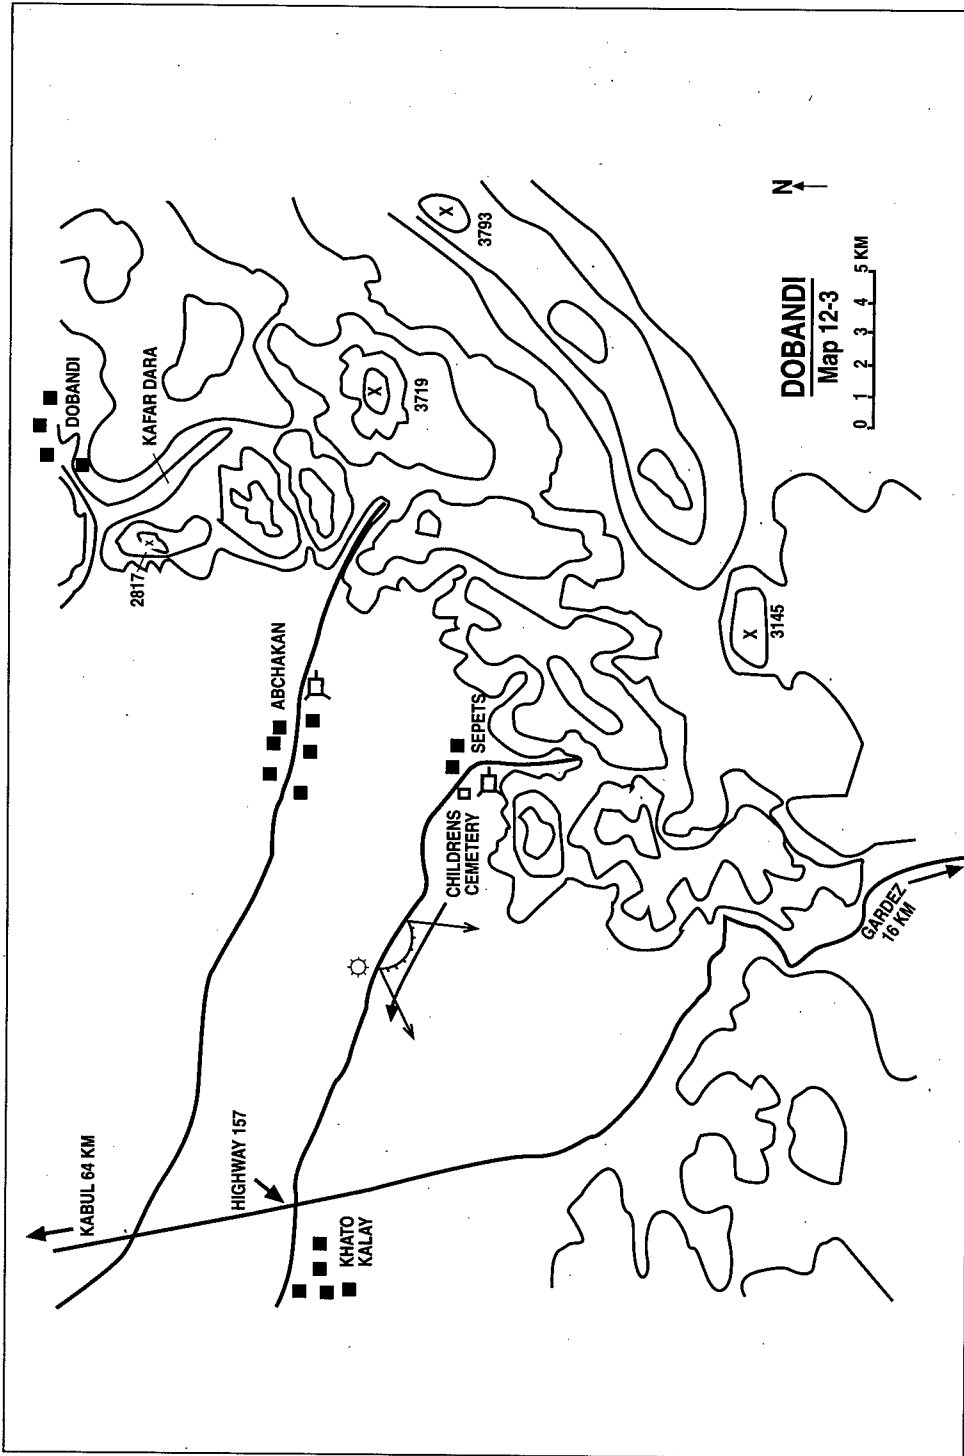 KABUL 64 KM
HIGHWAY 157
KHATO
KALAY
ABCHAKAN
CHILDRENS
CEMETERY
SEPETS
GARDEZ
16 KM
2817
x
KAFAR DARA
DOBANDI
X
3719
X
3793
X
3145
N
DOBANDI
Map 12-3
0 1 2 3 4 5 KM